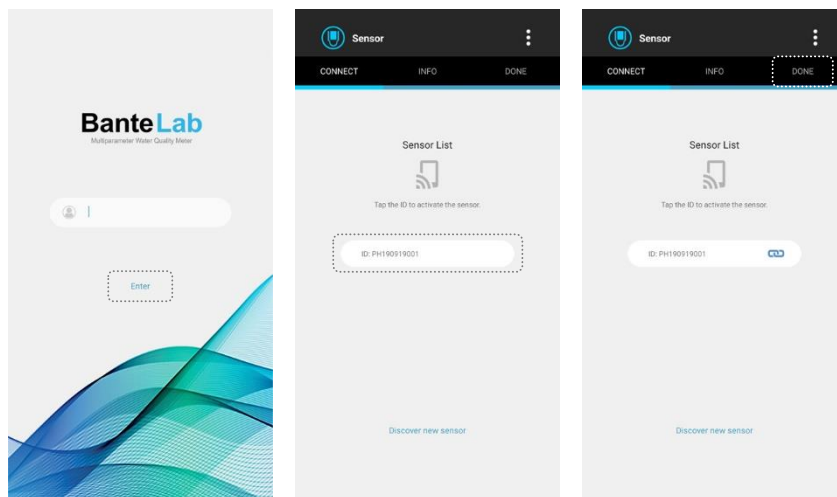 BanteLab
Multiparameter Water Quality Meter
Enter
Sensor
CONNECT INFO DONE
Sensor List
Tap the ID to activate the sensor.
ID: PH190919001
Discover new sensor
Sensor
CONNECT INFO DONE
Sensor List
Tap the ID to activate the sensor.
ID: PH190919001
Discover new sensor